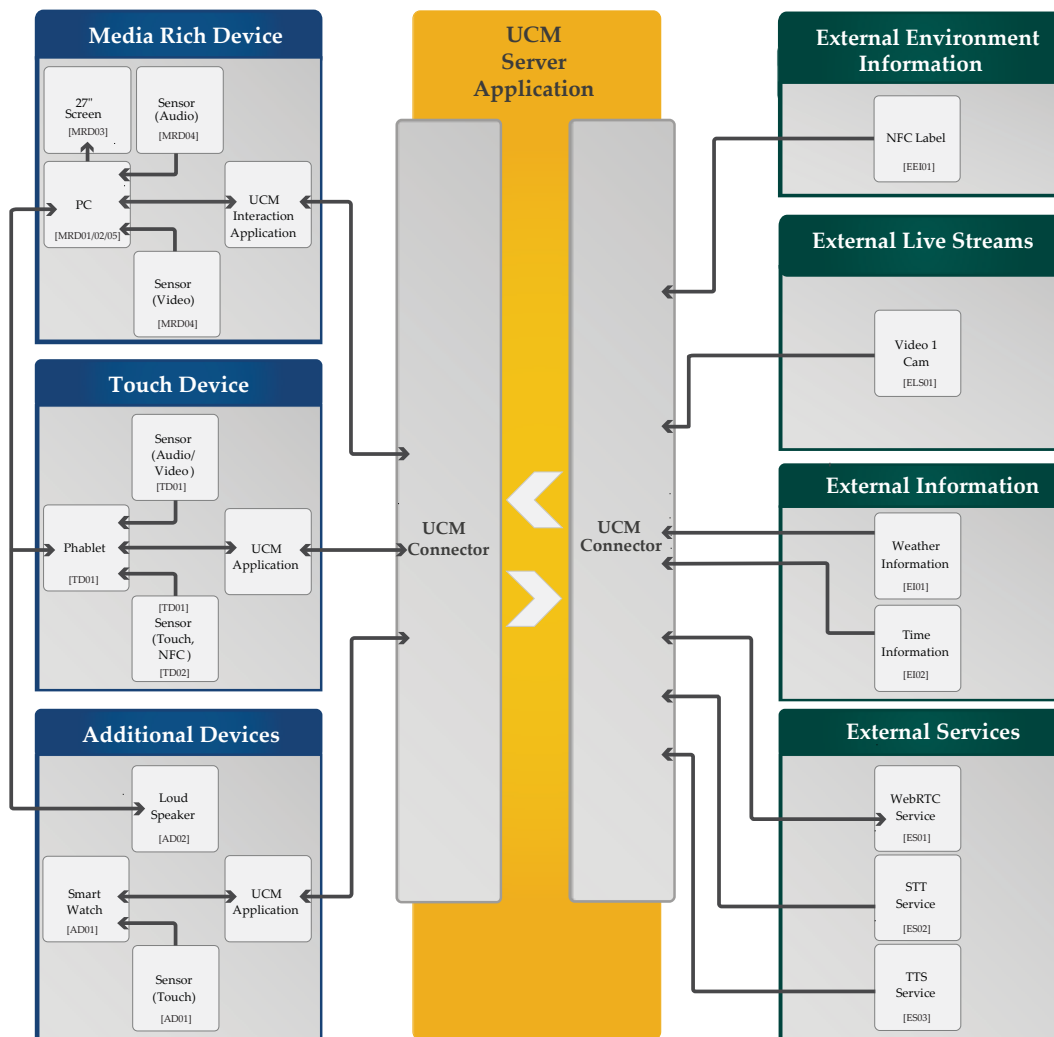 Media Rich Device
27"
Screen
[MRD03]
Sensor
(Audio)
[MRD04]
PC
[MRD01/02/05]
UCM
Interaction
Application
Sensor
(Video)
[MRD04]
Touch Device
Sensor
(Audio/
Video)
[TD01]
Phablet
[TD01]
UCM
Application
[TD01]
Sensor
(Touch,
NFC)
[TD02]
Additional Devices
Loud
Speaker
[AD02]
Smart
Watch
[AD01]
UCM
Application
Sensor
(Touch)
[AD01]
UCM
Server
Application
UCM
Connector
UCM
Connector
External Environment
Information
NFC Label
[EEI01]
External Live Streams
Video 1
Cam
[ELS01]
External Information
Weather
Information
[EI01]
Time
Information
[EI02]
External Services
WebRTC
Service
[ES01]
STT
Service
[ES02]
TTS
Service
[ES03]